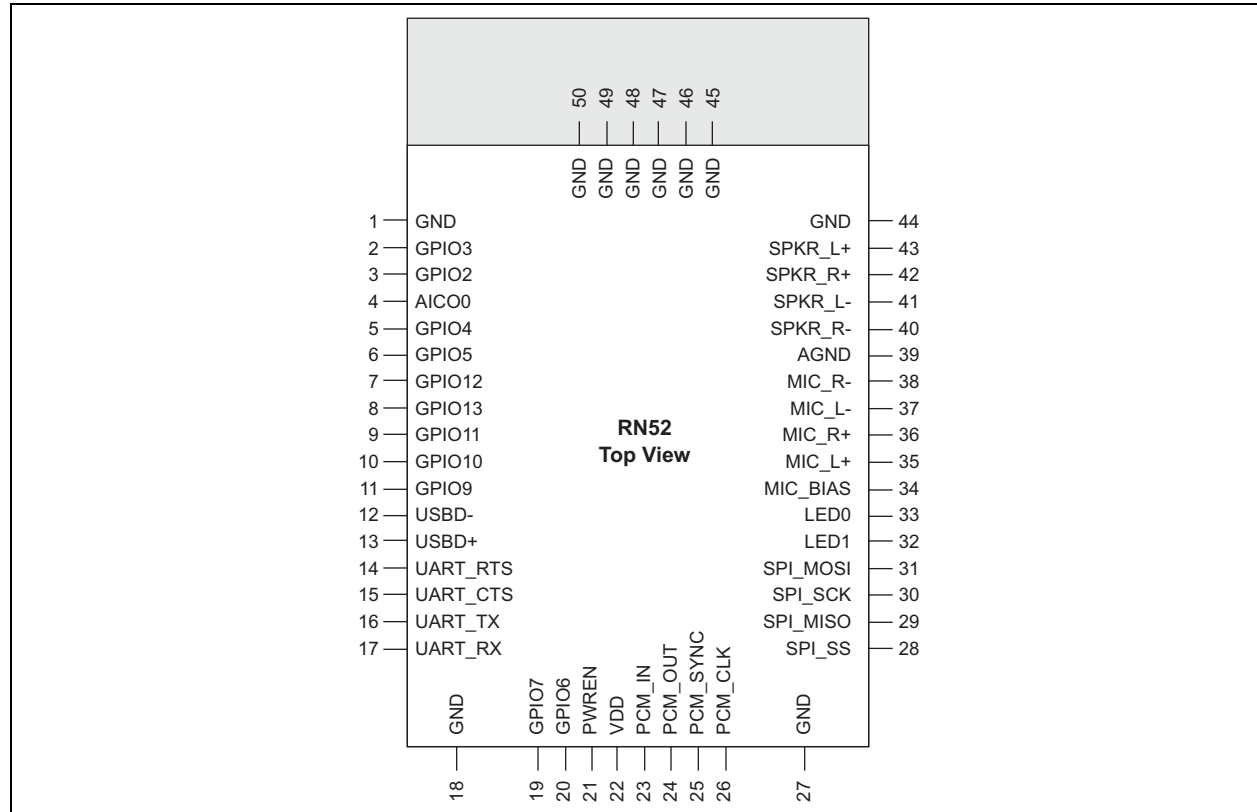 50 49 48 47 46 45
GND GND GND GND GND GND
1 GND GND 44
2 GPIO3 SPKR_L+ 43
3 GPIO2 SPKR_R+ 42
4 AICO0 SPKR_L- 41
5 GPIO4 SPKR_R- 40
6 GPIO5 AGND 39
7 GPIO12 MIC_R- 38
8 GPIO13 MIC_L- 37
9 GPIO11 MIC_R+ 36
RN52
Top View
10 GPIO10 MIC_L+ 35
11 GPIO9 MIC_BIAS 34
12 USBD- LED0 33
13 USBD+ LED1 32
14 UART_RTS SPI_MOSI 31
15 UART_CTS SPI_SCK 30
16 UART_TX SPI_MISO 29
17 UART_RX SPI_SS 28
GND GPIO7 GPIO6 PWREN VDD PCM_IN PCM_OUT PCM_SYNC PCM_CLK GND
18 19 20 21 22 23 24 25 26 27